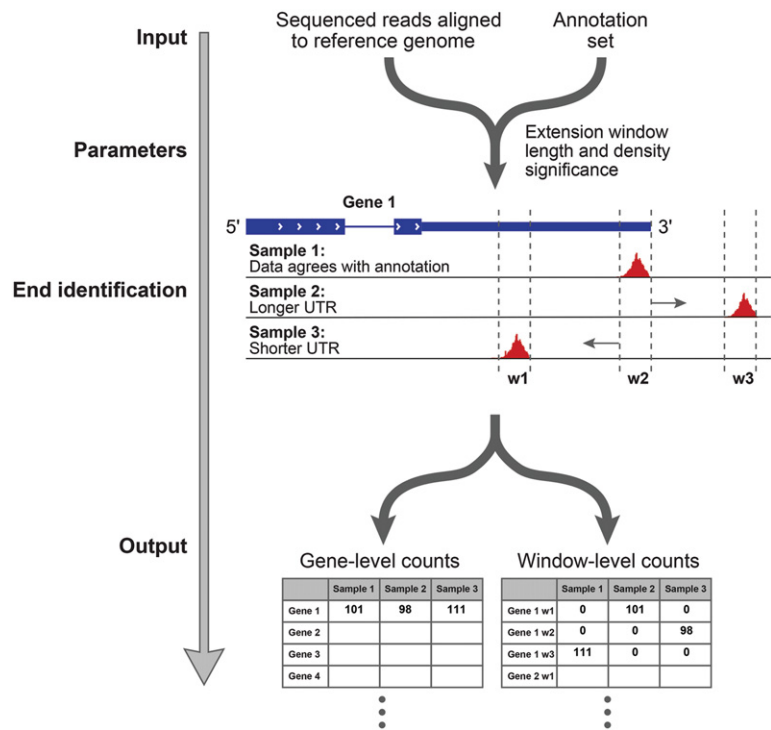 Input
Sequenced reads aligned
to reference genome
Annotation
set
Parameters
Extension window
length and density
significance
Gene 1
5'
3'
End identification
Sample 1:
Data agrees with annotation
Sample 2:
Longer UTR
Sample 3:
Shorter UTR
w1 w2 w3
Output
Gene-level counts
Sample 1 Sample 2 Sample 3
Gene 1 101 98 111
Gene 2
Gene 3
Gene 4
Window-level counts
Sample 1 Sample 2 Sample 3
Gene 1 w1 0 101 0
Gene 1 w2 0 0 98
Gene 1 w3 111 0 0
Gene 2 w1